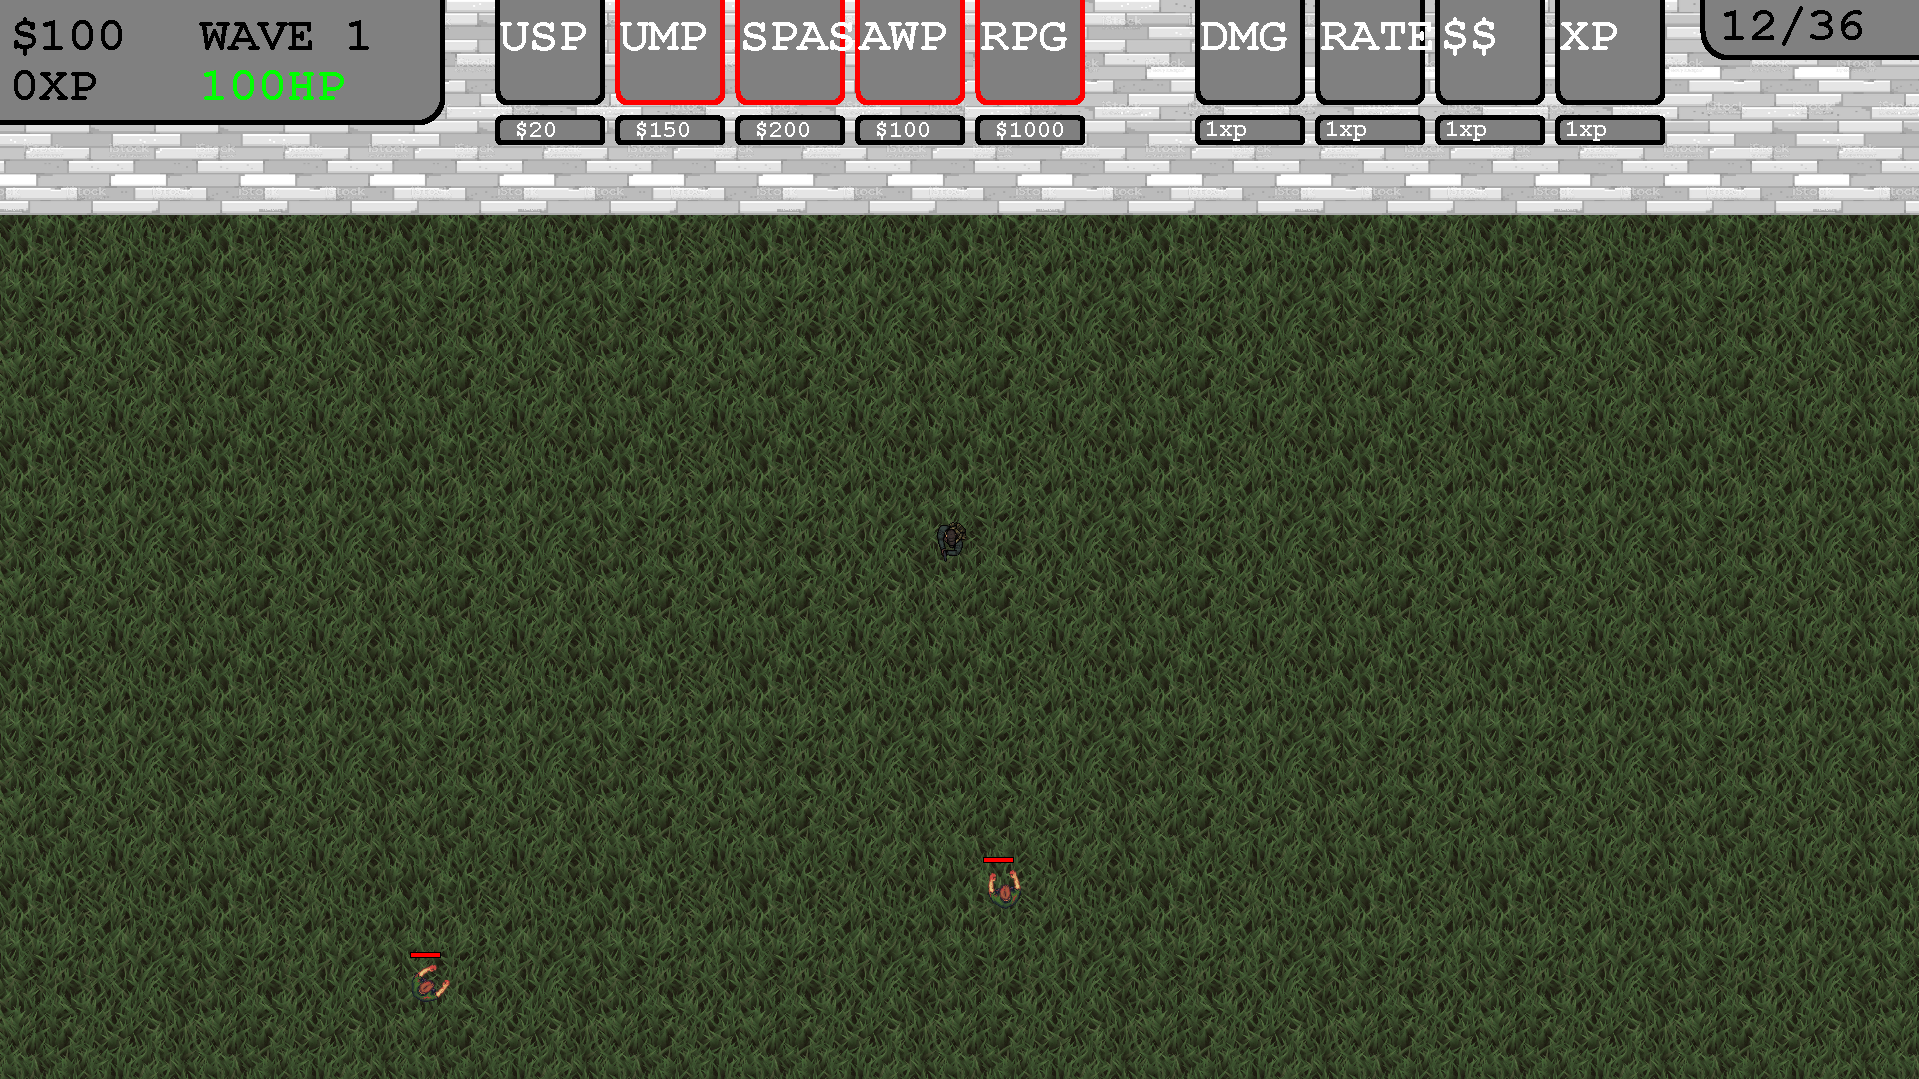 $100 WAVE 1
0XP 100HP
USP UMP SPAS AWP RPG
$20 $150 $200 $100 $1000
DMG RATE $$ XP
1xp 1xp 1xp 1xp
12/36
iStock